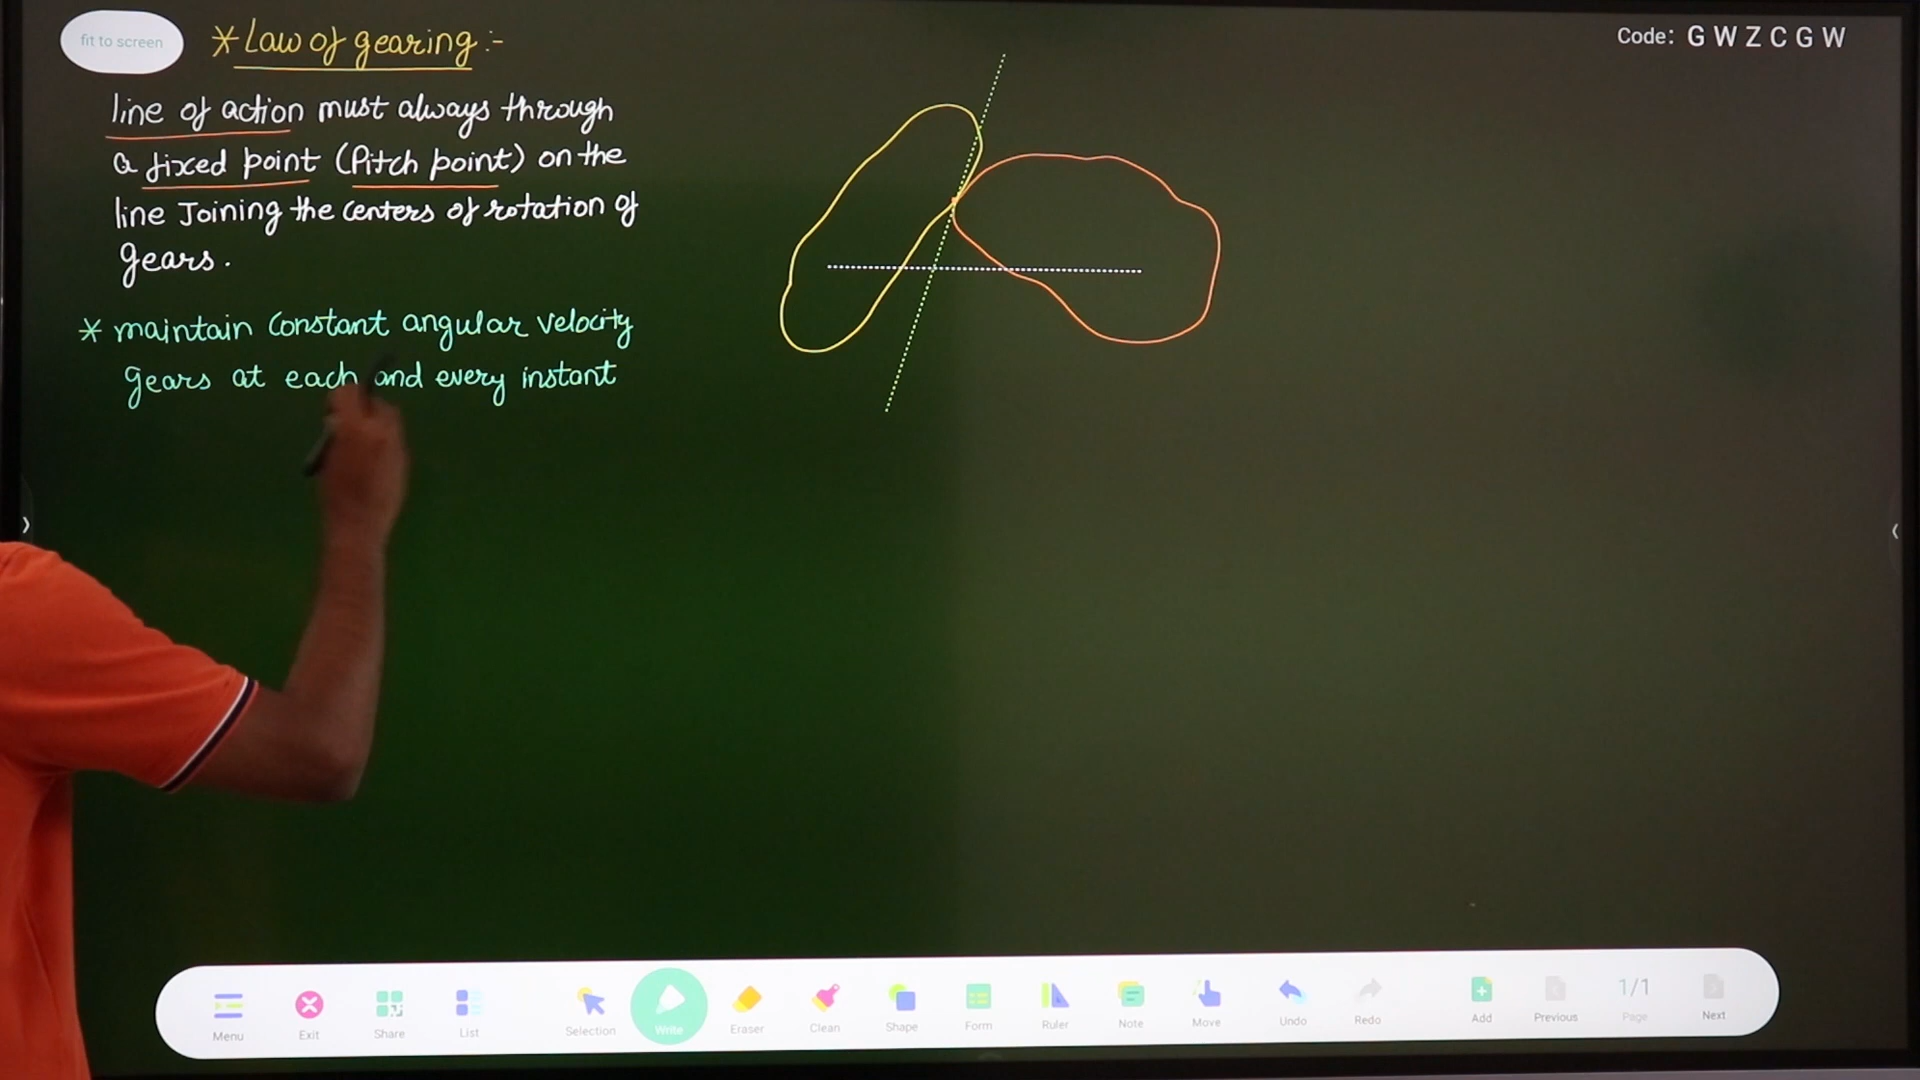 fit to screen
* Law of gearing :-
Code: G W Z C G W
line of action must always through
a fixed point (Pitch point) on the
line Joining the centers of rotation of
gears.
* maintain constant angular velocity
gears at each and every instant
Menu
Exit
Share
List
Selection
Write
Eraser
Clean
Shape
Form
Ruler
Note
Move
Undo
Redo
Add
Previous
1/1
Page
Next